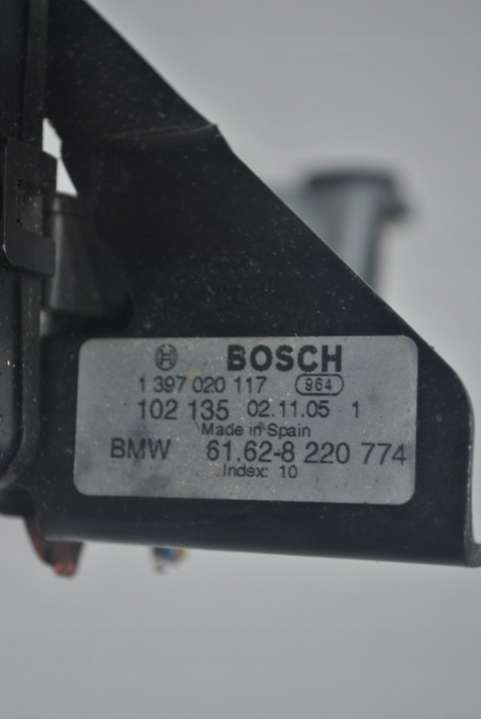 BOSCH
1 397 020 117 964
102 135 02.11.05 1
Made in Spain
BMW 61.62-8 220 774
Index: 10